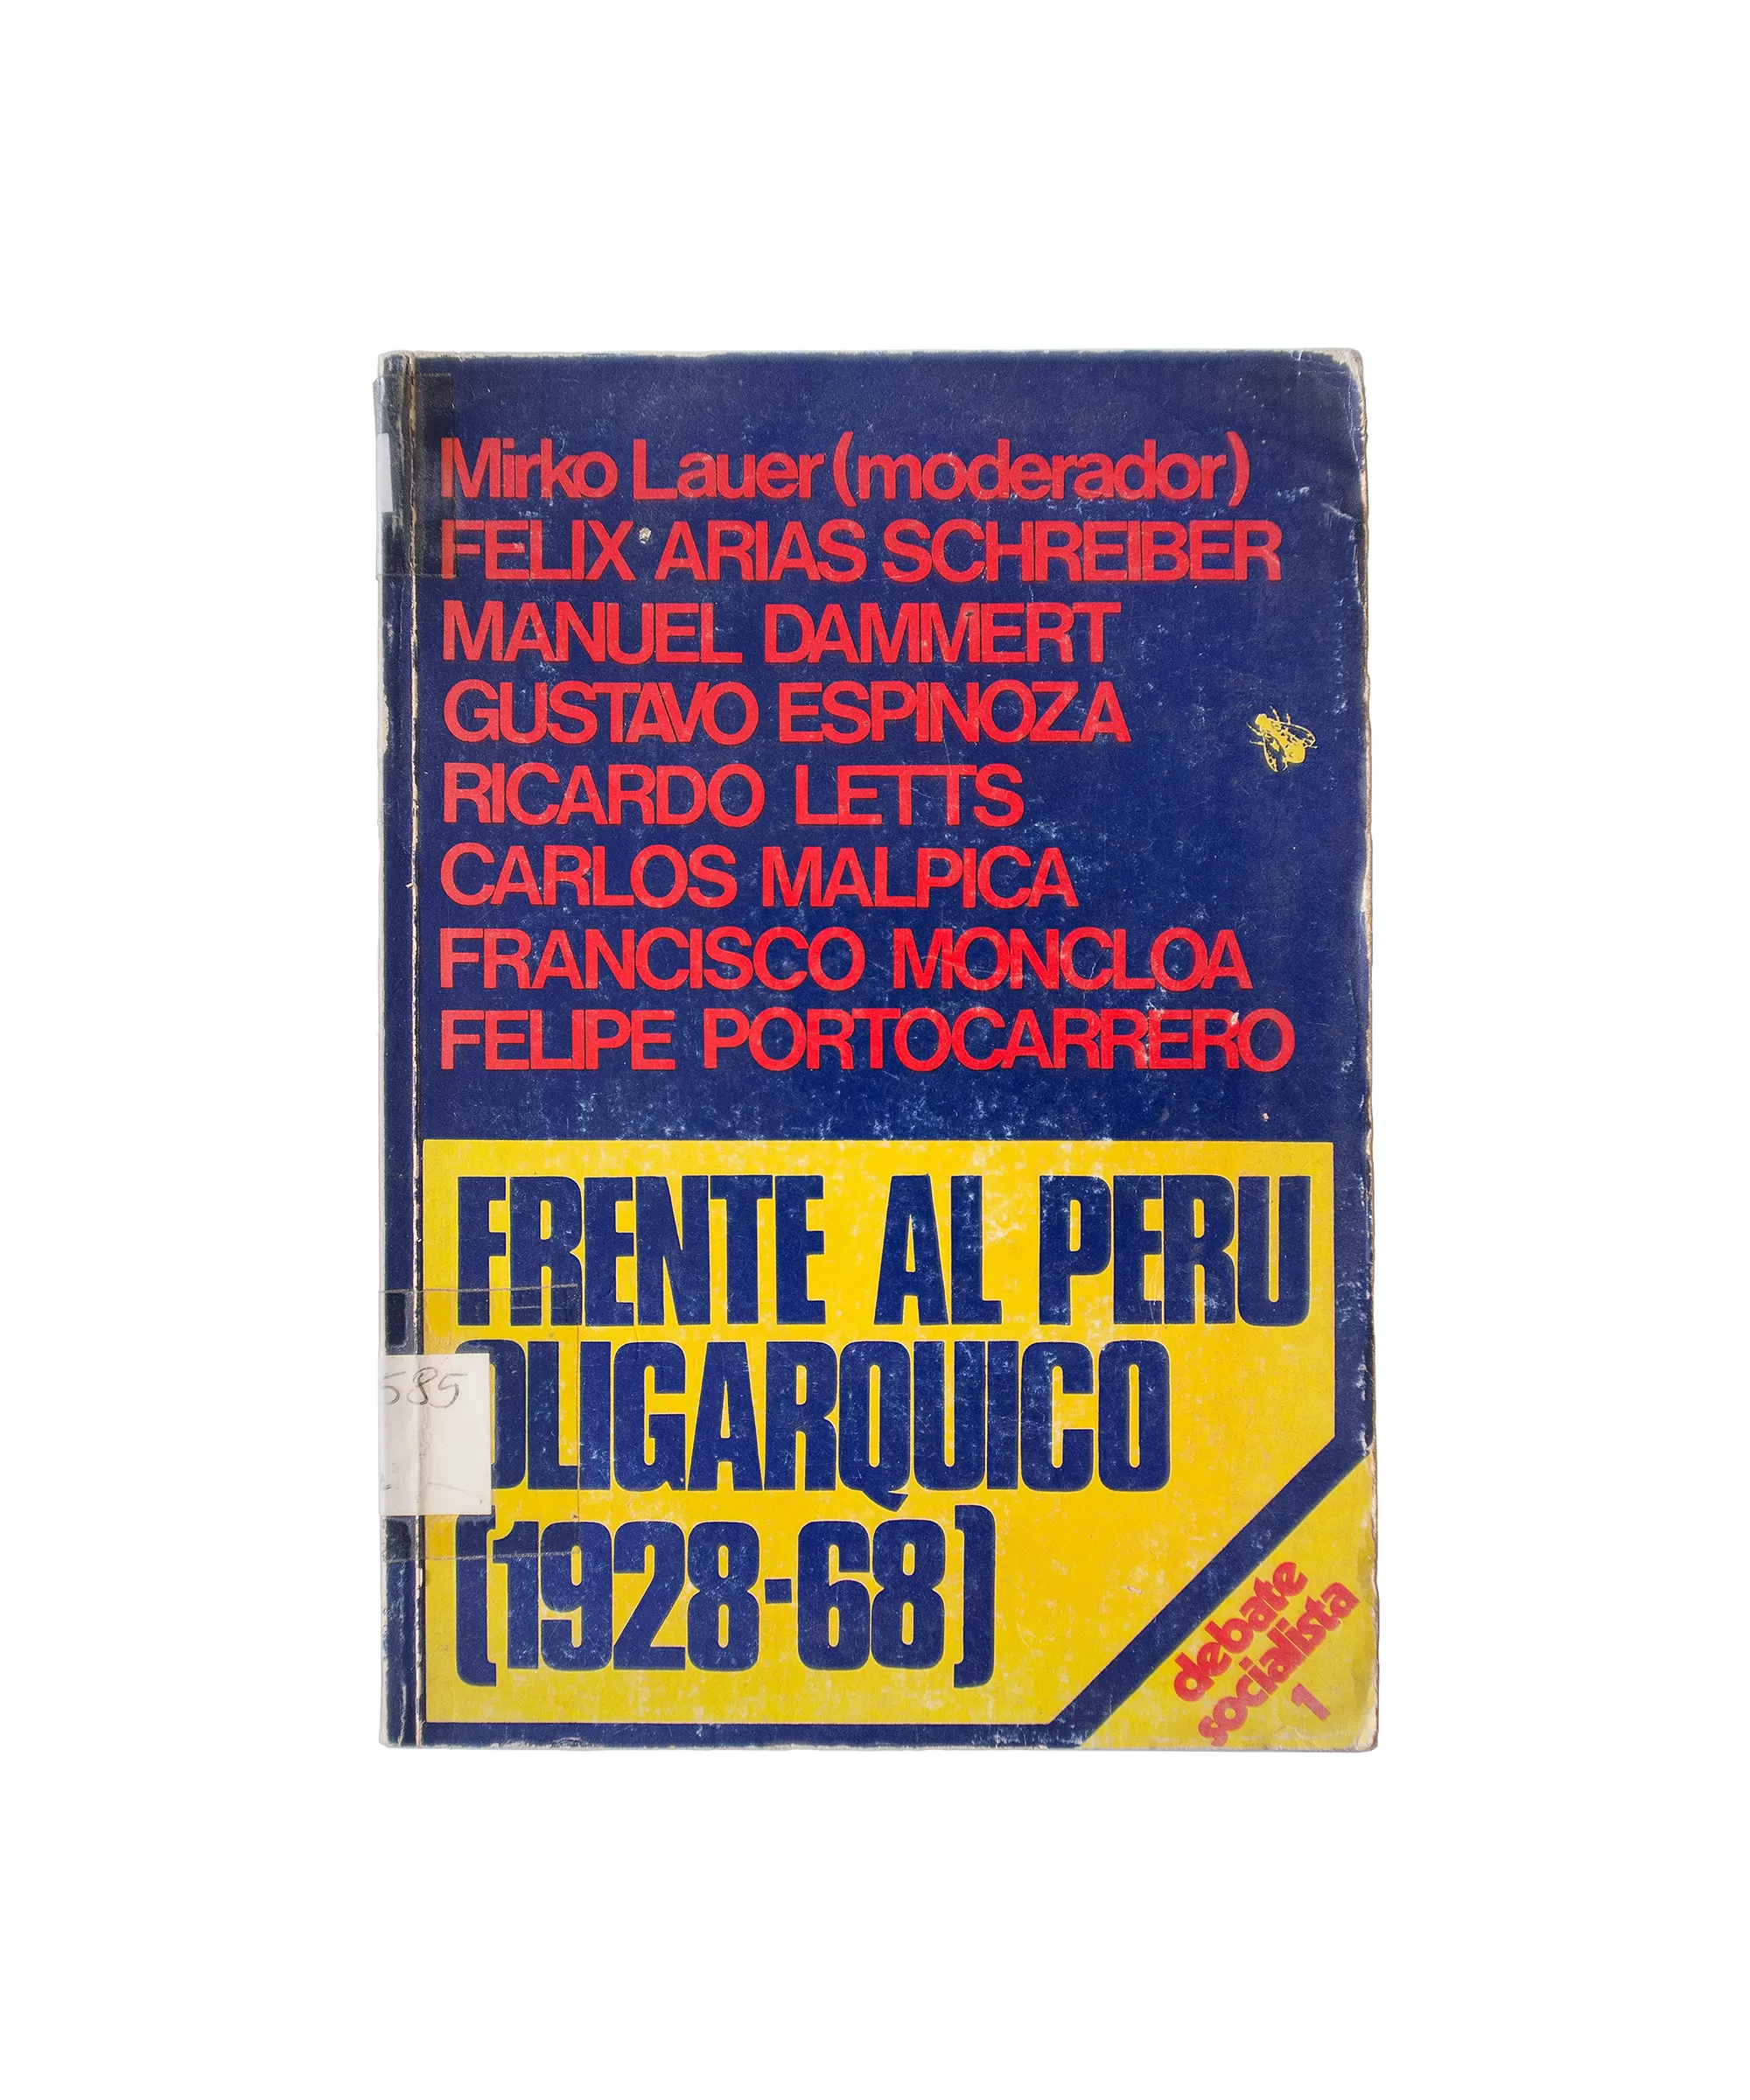 Mirko Lauer (moderador)
FELIX ARIAS SCHREIBER
MANUEL DAMMERT
GUSTAVO ESPINOZA
RICARDO LETTS
CARLOS MALPICA
FRANCISCO MONCLOA
FELIPE PORTOCARRERO
FRENTE AL PERU
OLIGARQUICO
(1928-68)
585
debate
socialista
1